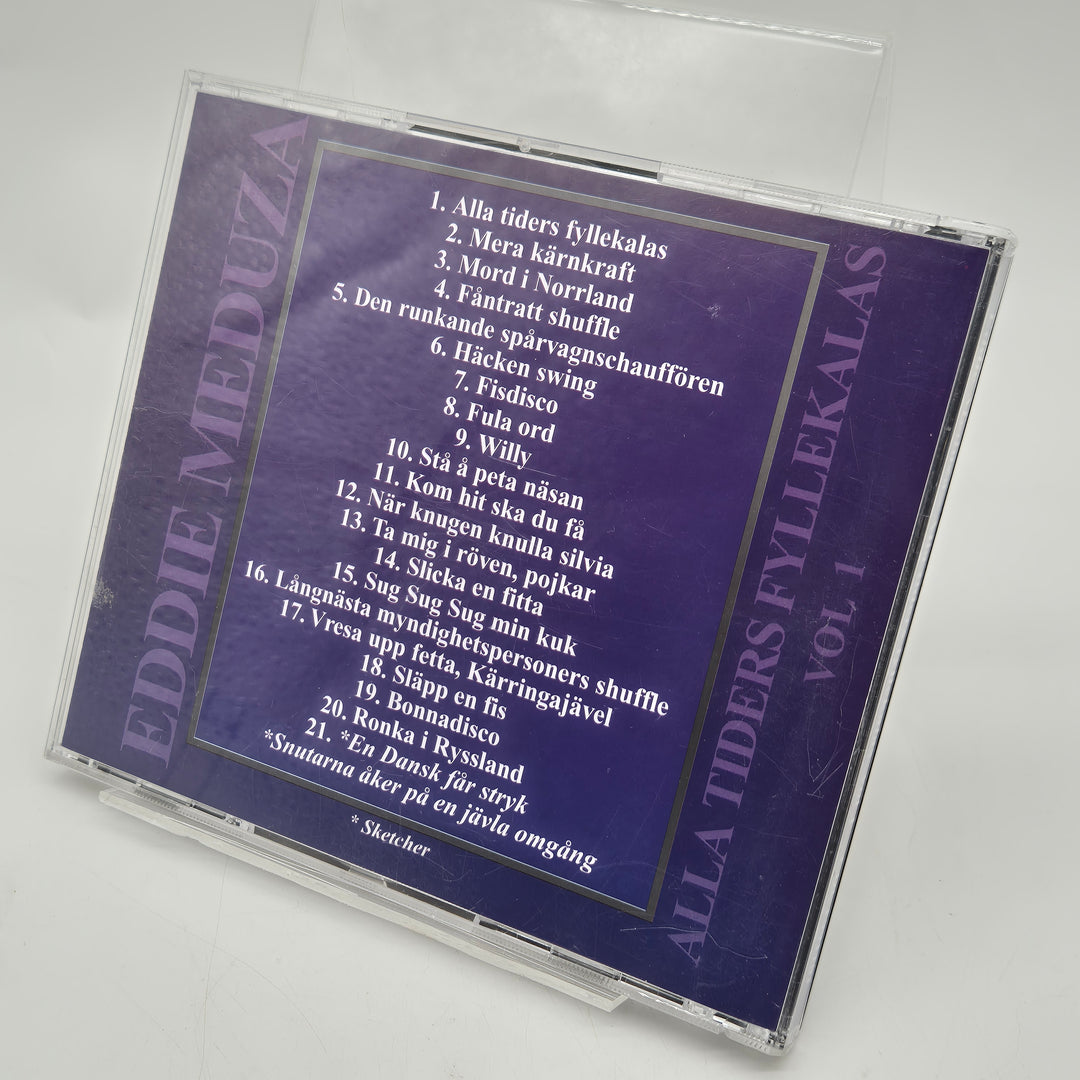 EDDIE MEDUZA
1. Alla tiders fyllekalas
2. Mera kärnkraft
3. Mord i Norrland
4. Fåntratt shuffle
5. Den runkande spårvagnschauffören
6. Häcken swing
7. Fisdisco
8. Fula ord
9. Willy
10. Stå å peta näsan
11. Kom hit ska du få
12. När knugen knulla silvia
13. Ta mig i röven, pojkar
14. Slicka en fitta
15. Sug Sug Sug min kuk
16. Långnästa myndighetspersoners shuffle
17. Vresa upp fetta, Kärringajävel
18. Släpp en fis
19. Bonnadisco
20. Ronka i Ryssland
21. *En Dansk får stryk
*Snutarna åker på en jävla omgång
* Sketcher
ALLA TIDERS FYLLEKALAS
VOL 1